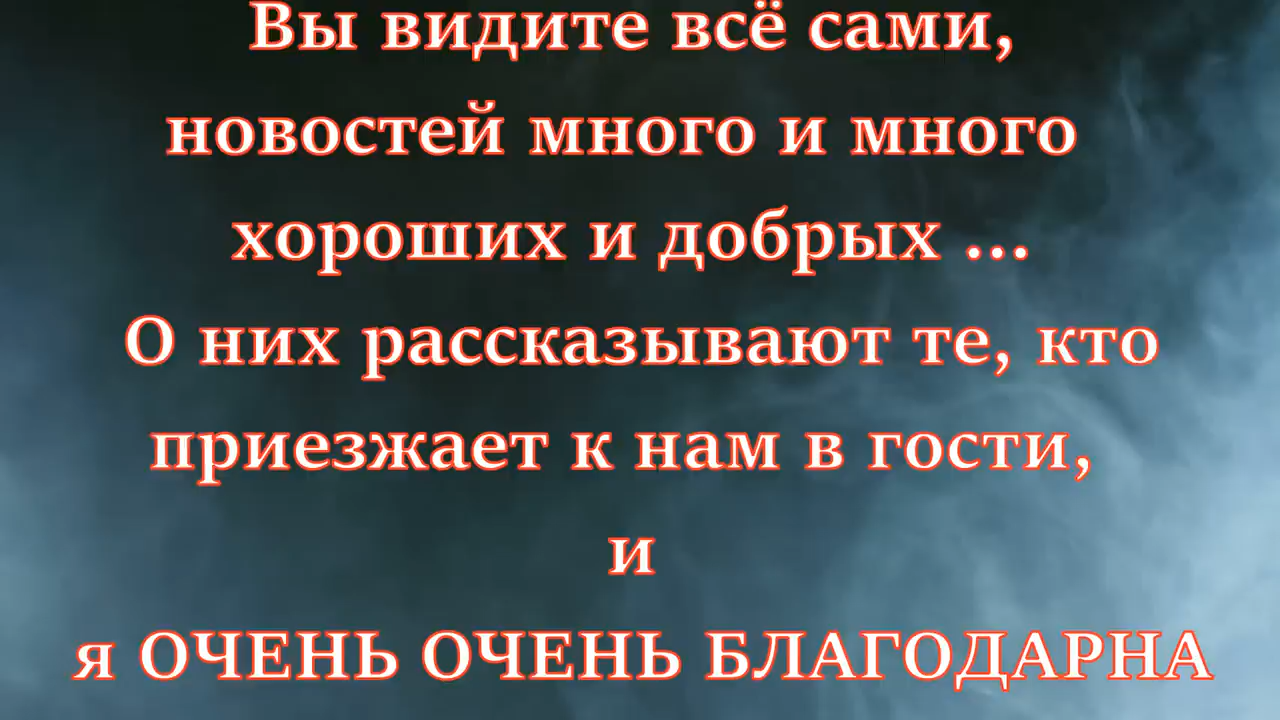 Вы видите всё сами,
новостей много и много
хороших и добрых ...
О них рассказывают те, кто
приезжает к нам в гости,
и
я ОЧЕНЬ ОЧЕНЬ БЛАГОДАРНА